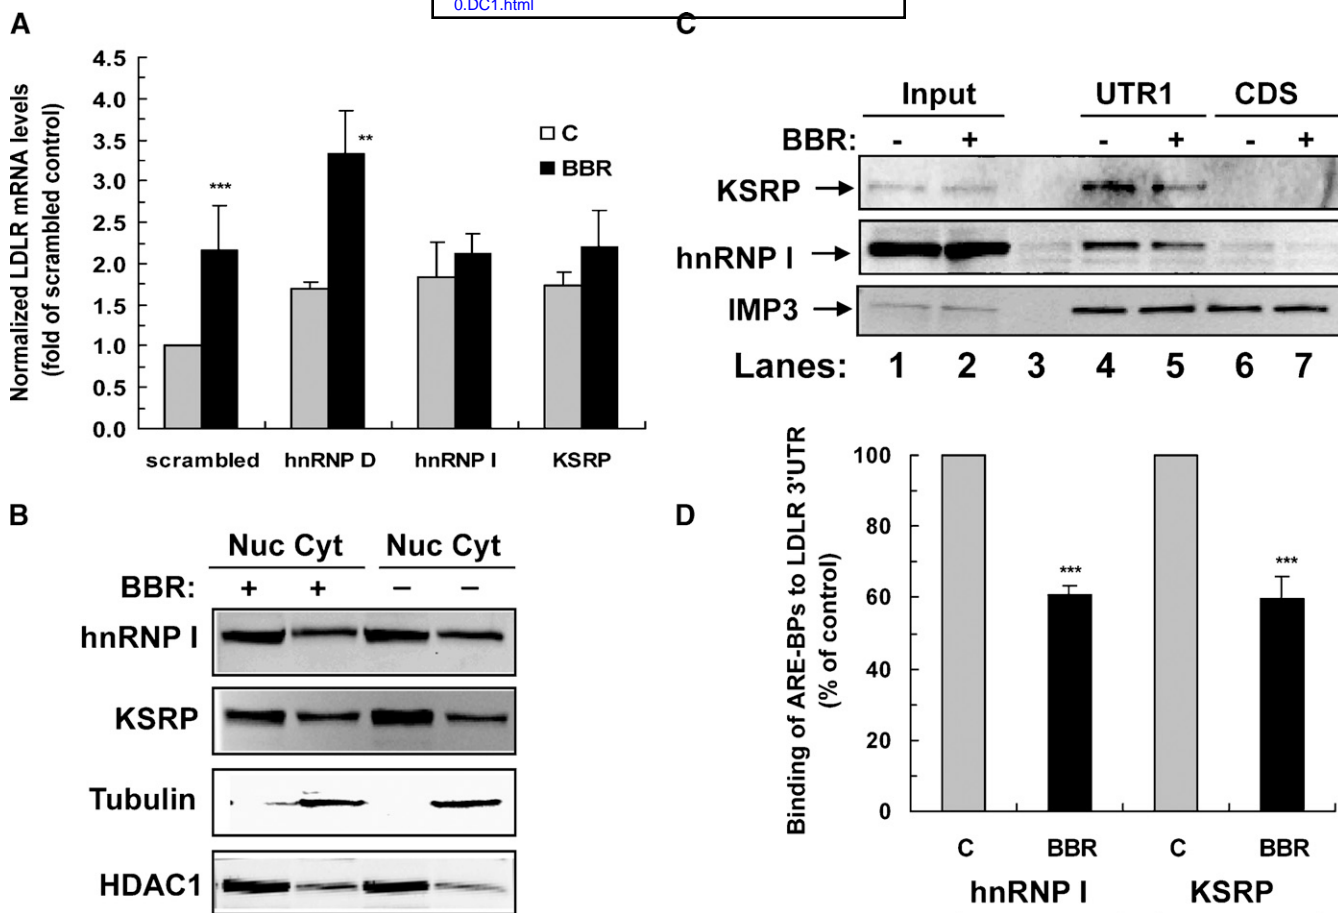 0.DC1.html
A
Normalized LDLR mRNA levels
(fold of scrambled control)
4.5
4.0
3.5
3.0
2.5
2.0
1.5
1.0
0.5
0.0
***
**
C
BBR
scrambled hnRNP D hnRNP I KSRP
B
Nuc Cyt Nuc Cyt
BBR: + + – –
hnRNP I
KSRP
Tubulin
HDAC1
C
Input UTR1 CDS
BBR: - + - + - +
KSRP
hnRNP I
IMP3
Lanes: 1 2 3 4 5 6 7
D
Binding of ARE-BPs to LDLR 3'UTR
(% of control)
100
80
60
40
20
0
*** ***
C BBR C BBR
hnRNP I KSRP